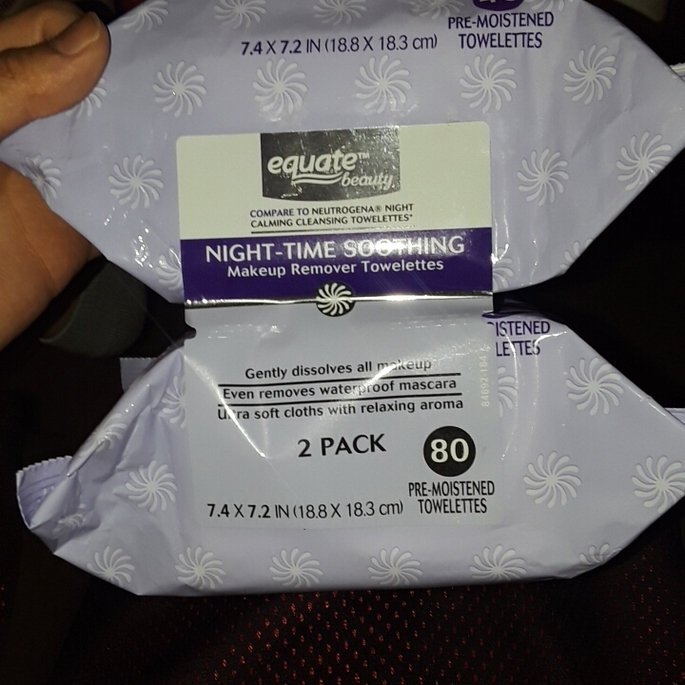 PRE-MOISTENED
7.4 X 7.2 IN (18.8 X 18.3 cm) TOWELETTES
equate™
beauty
COMPARE TO NEUTROGENA® NIGHT
CALMING CLEANSING TOWELETTES*
NIGHT-TIME SOOTHING
Makeup Remover Towelettes
ISTENED
LETTES
Gently dissolves all makeup
Even removes waterproof mascara
Ultra soft cloths with relaxing aroma
2 PACK 80
PRE-MOISTENED
7.4 X 7.2 IN (18.8 X 18.3 cm) TOWELETTES